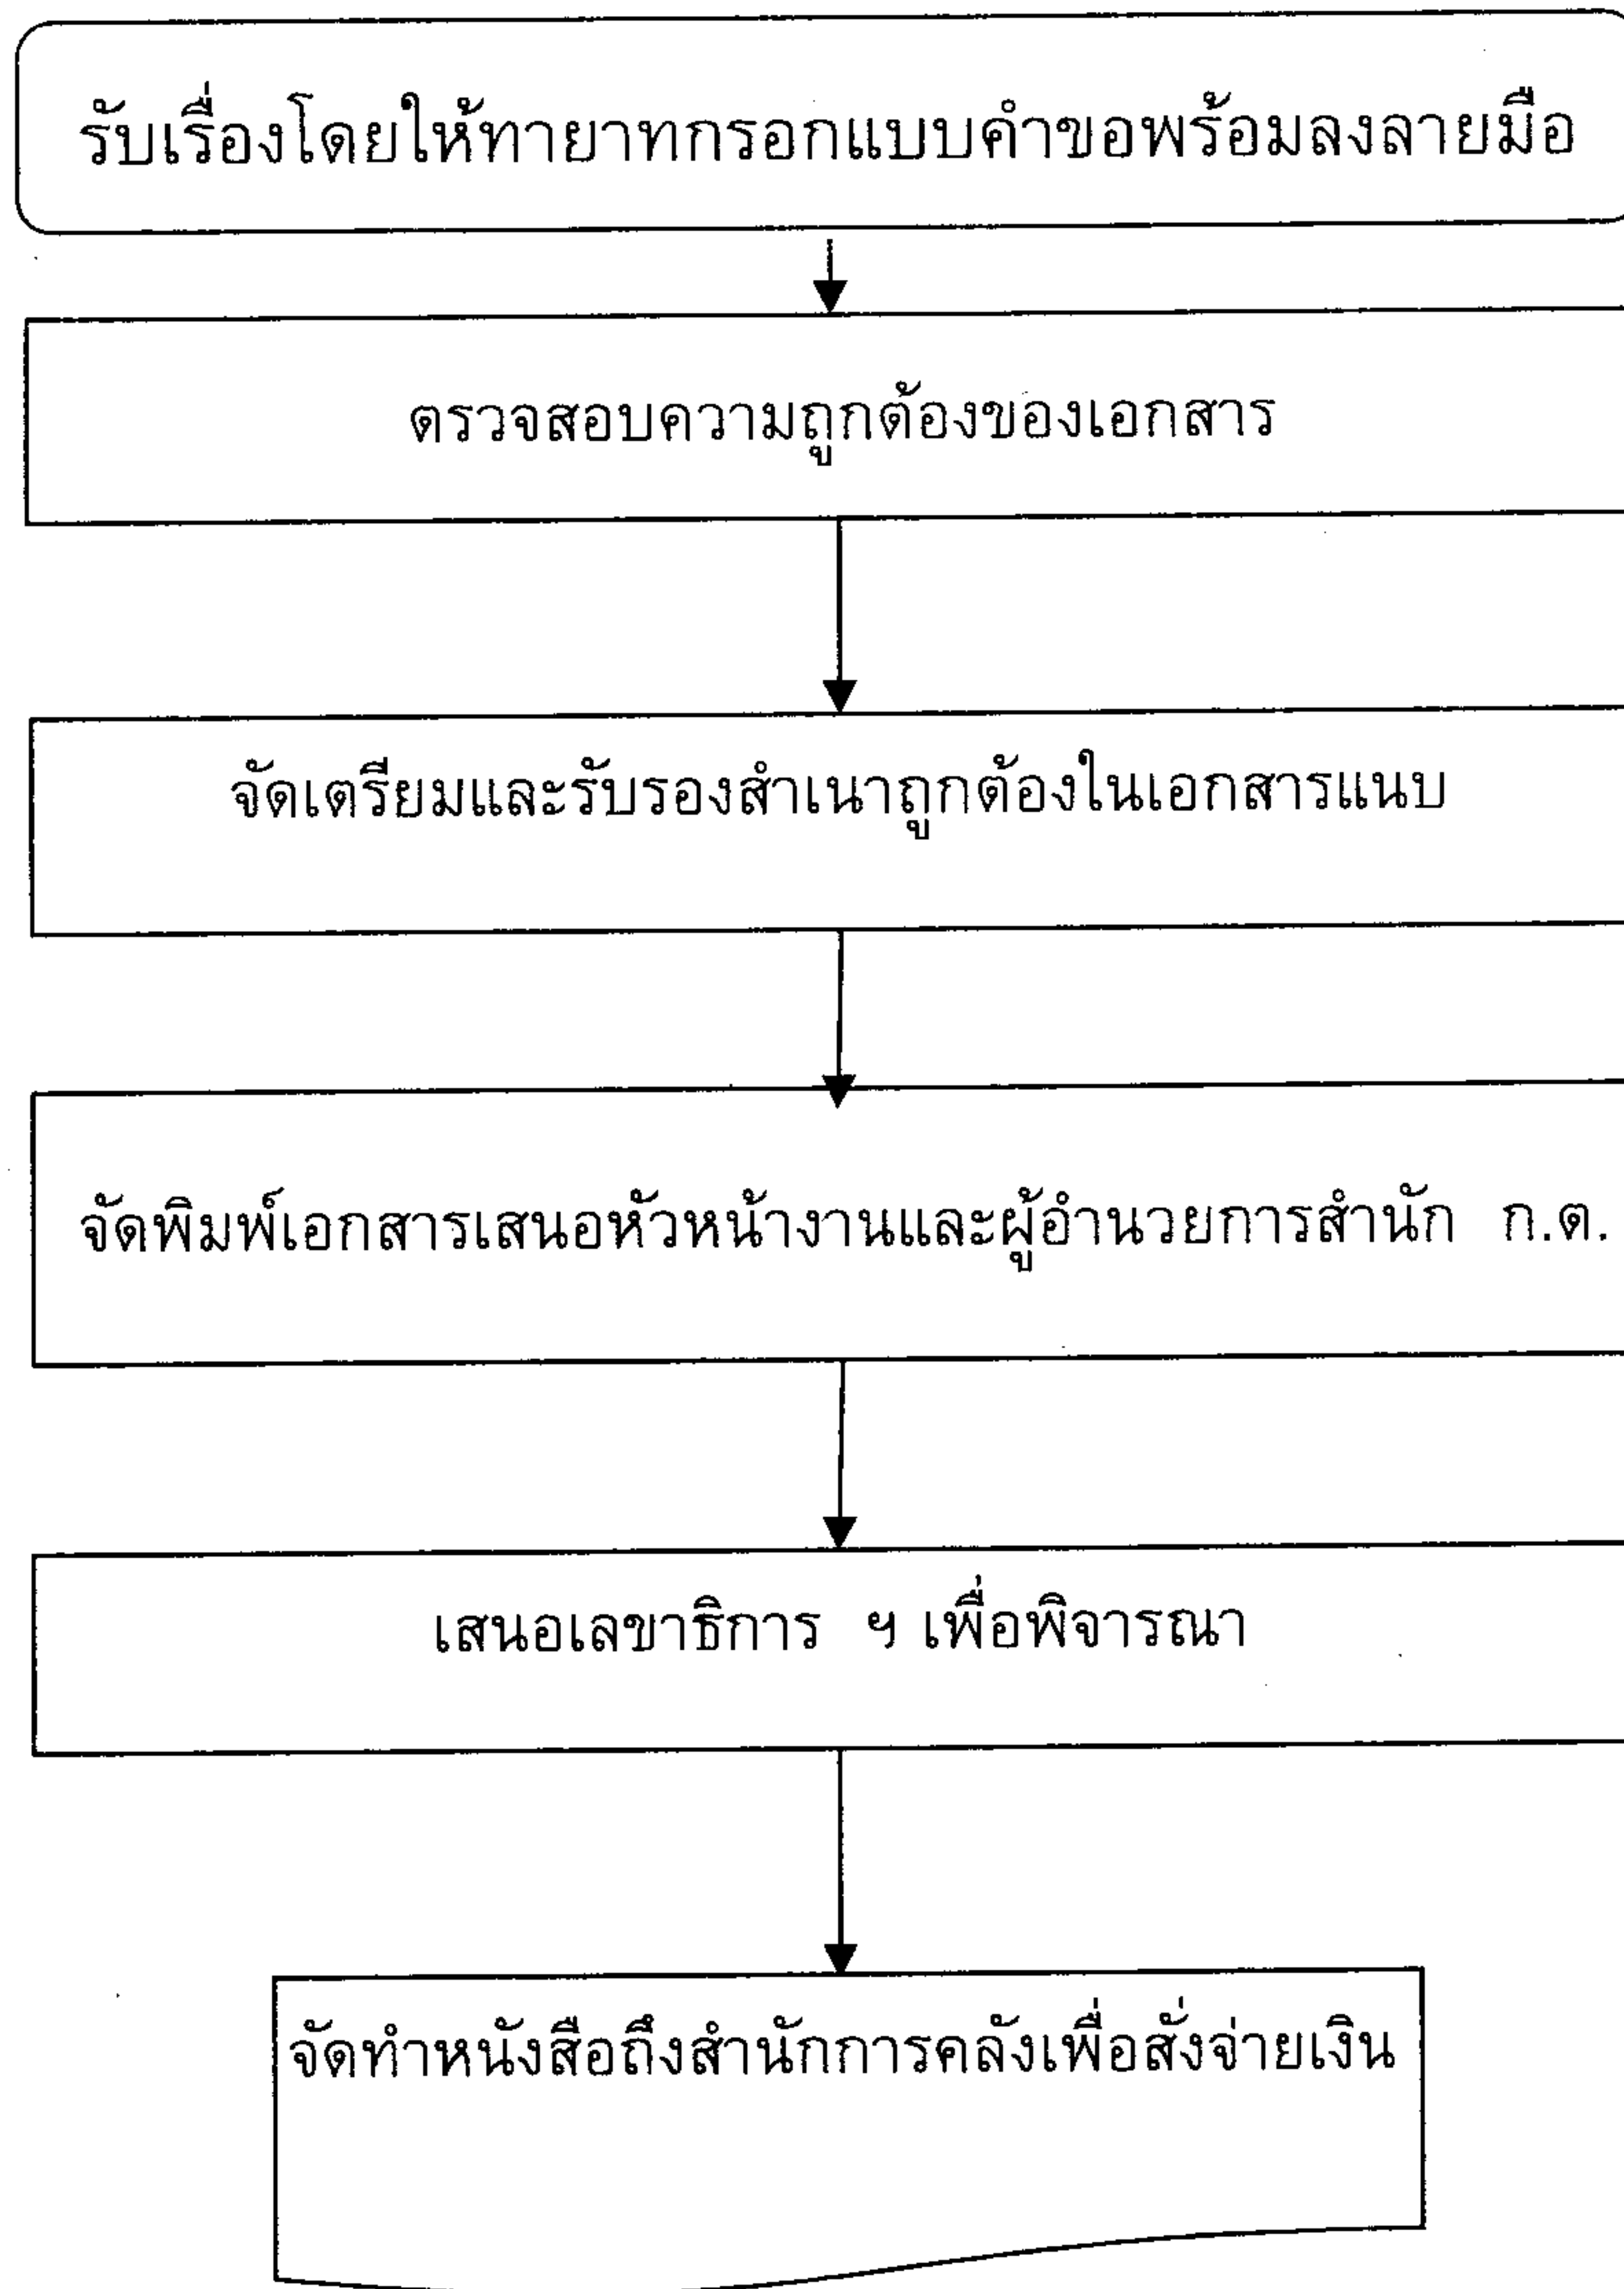 รับเรื่องโดยให้ทายาทกรอกแบบคำขอพร้อมลงลายมือ
ตรวจสอบความถูกต้องของเอกสาร
จัดเตรียมและรับรองสำเนาถูกต้องในเอกสารแนบ
จัดพิมพ์เอกสารเสนอหัวหน้างานและผู้อำนวยการสำนัก ก.ต.
เสนอเลขาธิการ ฯ เพื่อพิจารณา
จัดทำหนังสือถึงสำนักการคลังเพื่อสั่งจ่ายเงิน